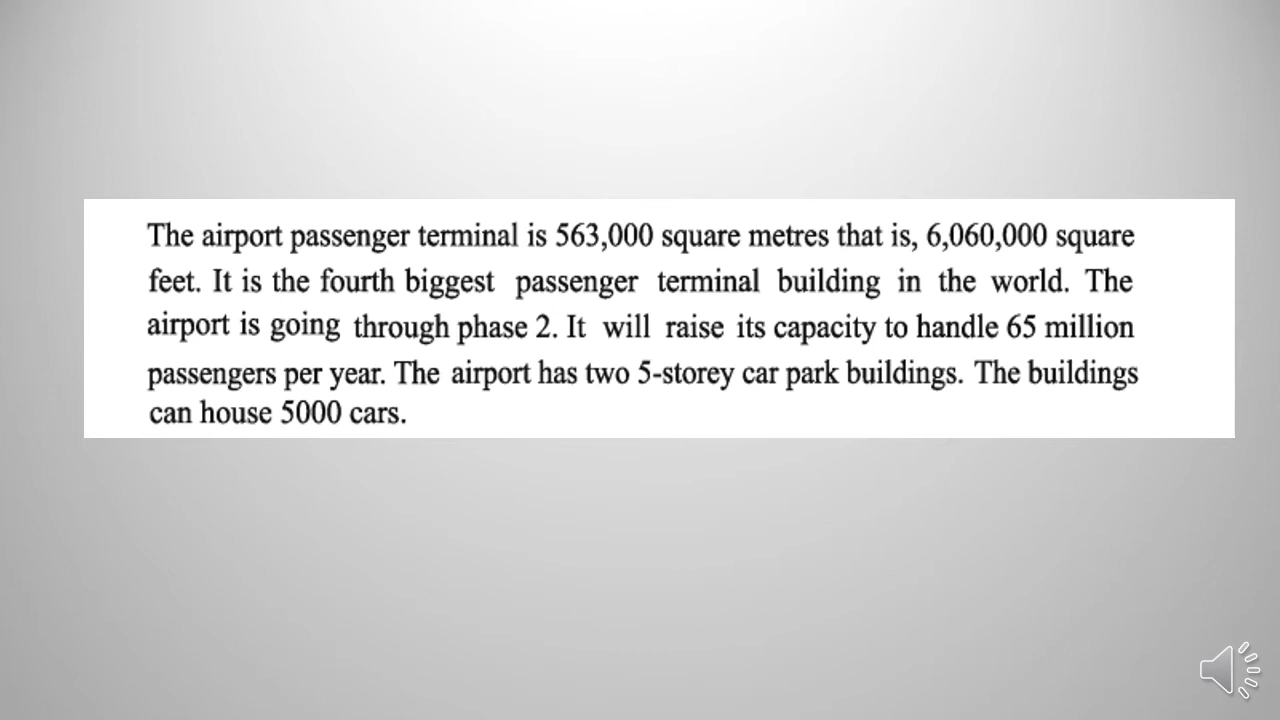 The airport passenger terminal is 563,000 square metres that is, 6,060,000 square
feet. It is the fourth biggest passenger terminal building in the world. The
airport is going through phase 2. It will raise its capacity to handle 65 million
passengers per year. The airport has two 5-storey car park buildings. The buildings
can house 5000 cars.